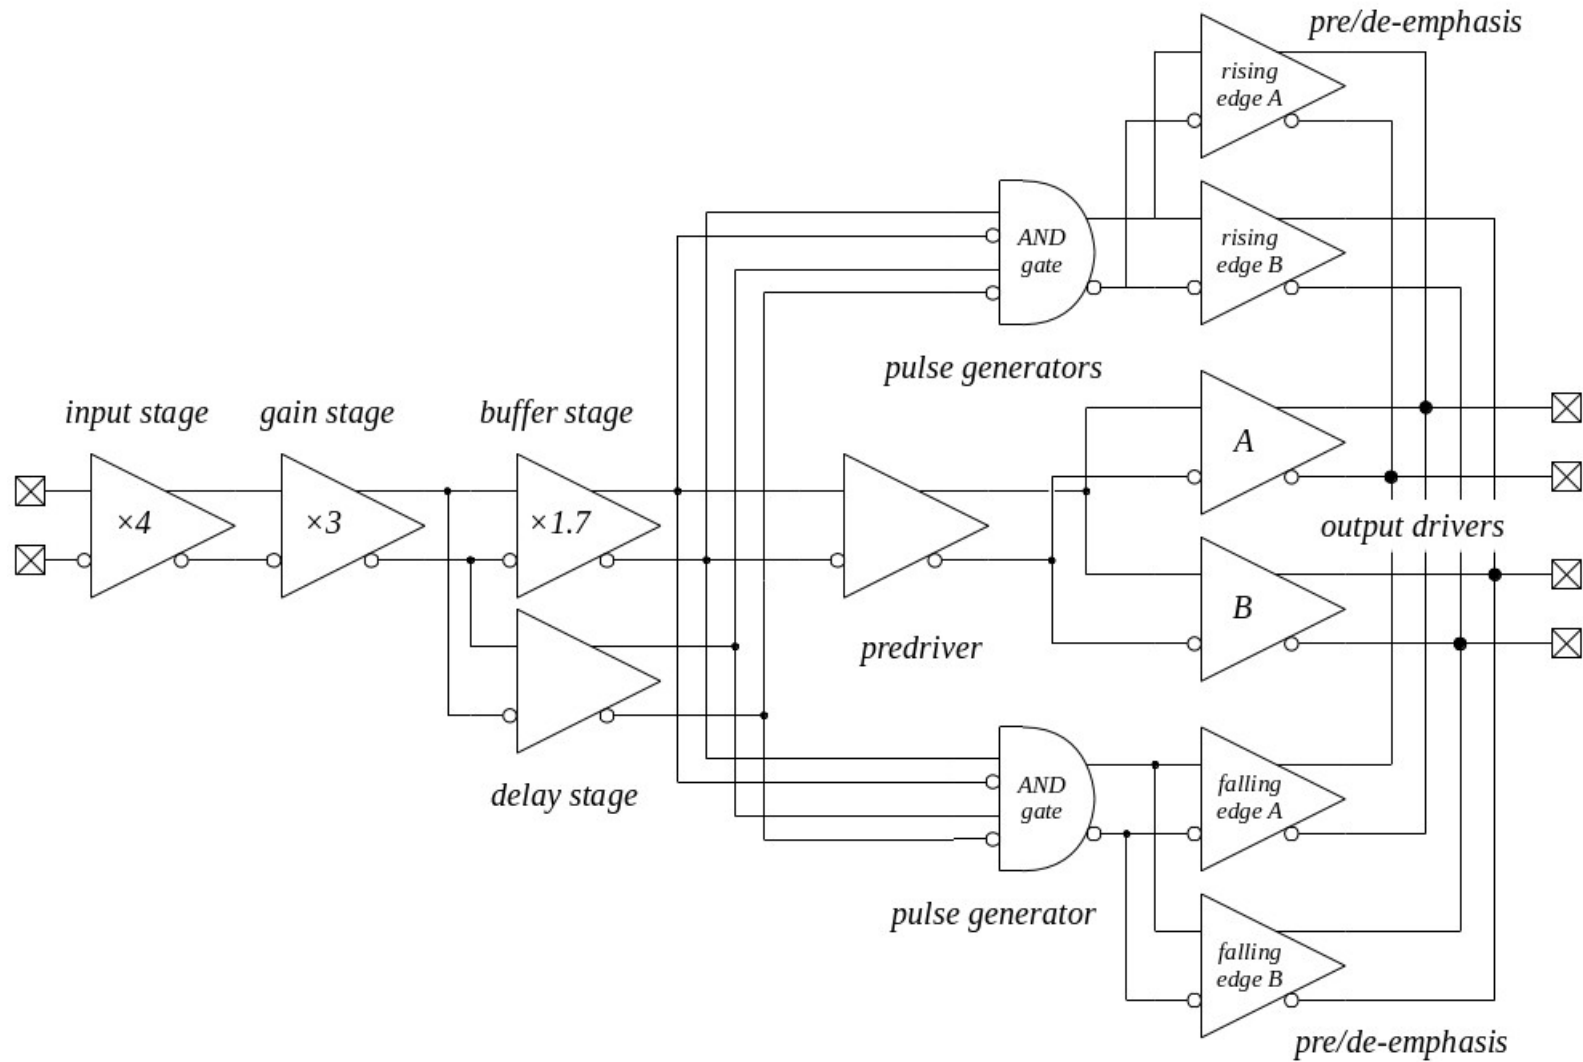 pre/de-emphasis
rising
edge A
AND
gate
rising
edge B
pulse generators
input stage
gain stage
buffer stage
×4
×3
×1.7
A
output drivers
B
predriver
delay stage
AND
gate
falling
edge A
pulse generator
falling
edge B
pre/de-emphasis